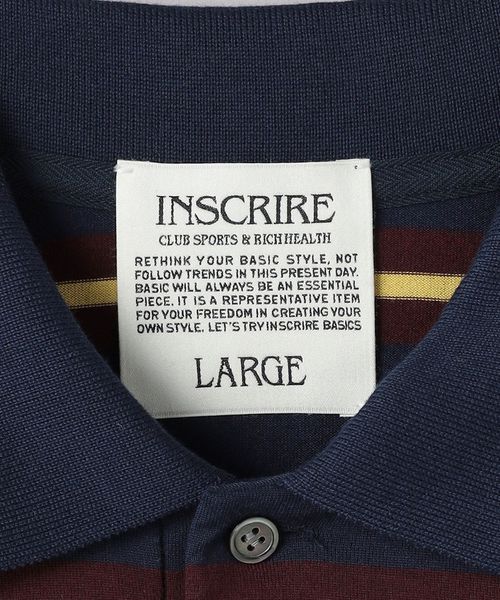 INSCRIRE
CLUB SPORTS & RICH HEALTH
RETHINK YOUR BASIC STYLE, NOT
FOLLOW TRENDS IN THIS PRESENT DAY.
BASIC WILL ALWAYS BE AN ESSENTIAL
PIECE. IT IS A REPRESENTATIVE ITEM
FOR YOUR FREEDOM IN CREATING YOUR
OWN STYLE. LET'S TRY INSCRIRE BASICS
LARGE